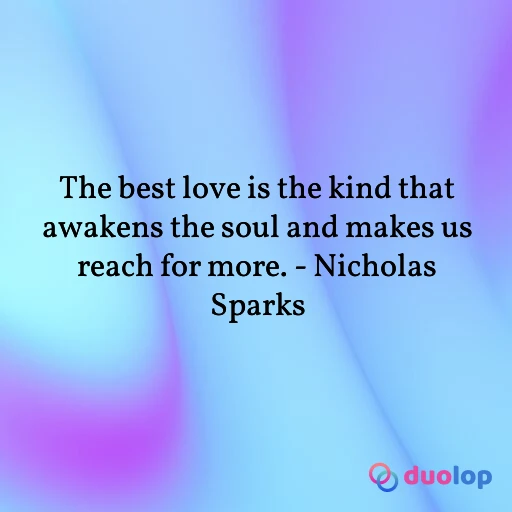 The best love is the kind that
awakens the soul and makes us
reach for more. - Nicholas
Sparks
duolop